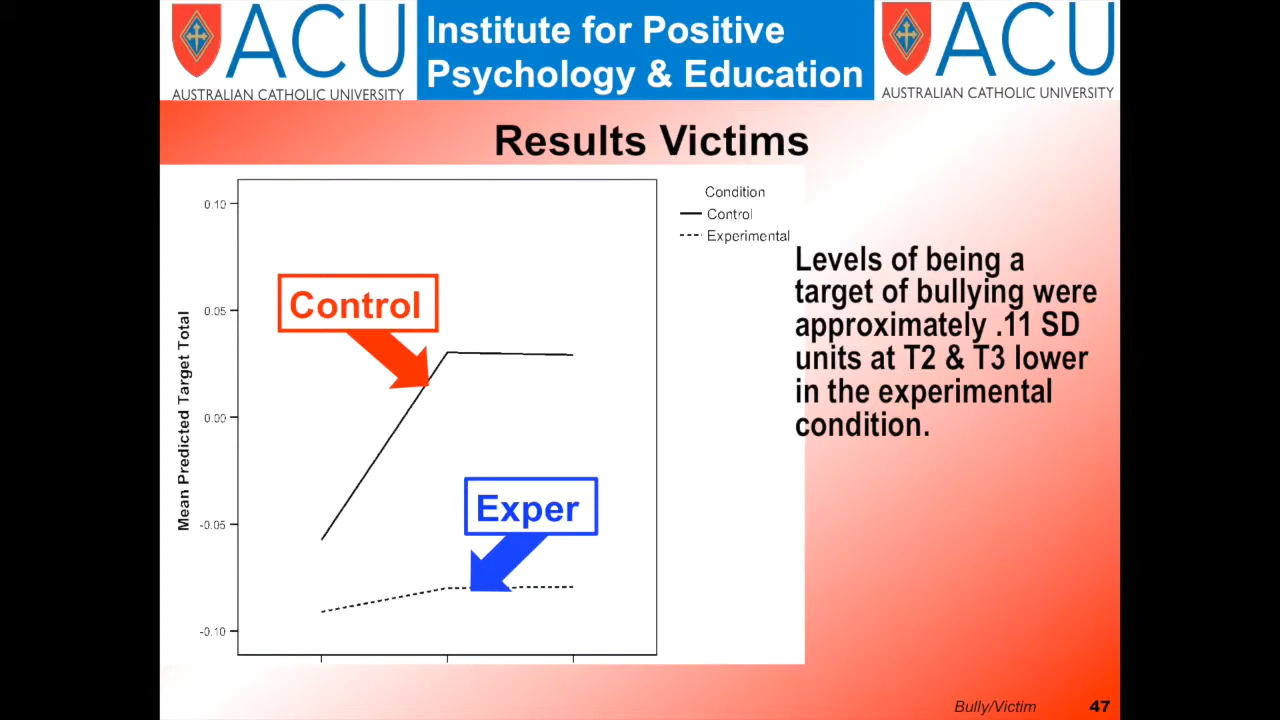 ACU
AUSTRALIAN CATHOLIC UNIVERSITY
Institute for Positive
Psychology & Education
ACU
AUSTRALIAN CATHOLIC UNIVERSITY
Results Victims
Mean Predicted Target Total
0.10
0.05
0.00
-0.05
-0.10
Control
Exper
Condition
Control
Experimental
Levels of being a
target of bullying were
approximately .11 SD
units at T2 & T3 lower
in the experimental
condition.
Bully/Victim 47